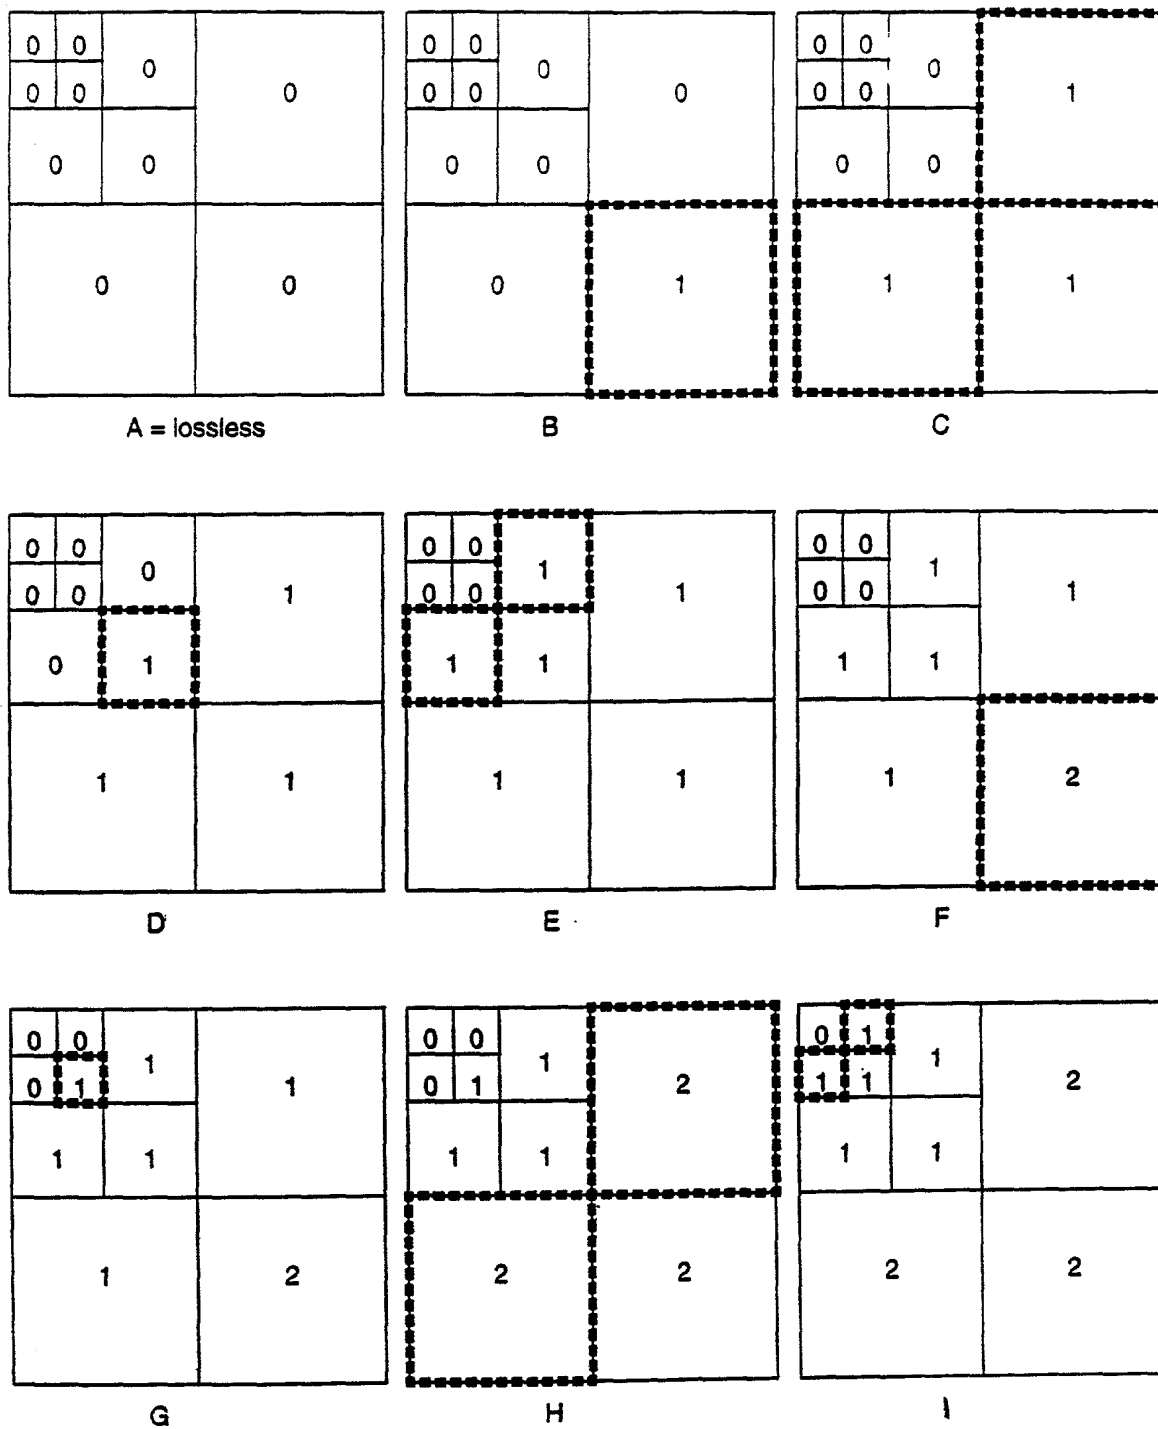 0 0 0 0 0 0 0 0 0
0 0 0 0 0 0
0 0 0 0 0 0
0 0 0 1 1 1
A = lossless B C
0 0 0 0 0 0 1 1
0 0 1 1 0 0 1 1 0 0 1
0 1 1 1 1 1
1 1 1 1 1 2
D E F
0 0 1 0 0 1 0 1 1
0 1 1 0 1 2 1 1 2
1 1 1 1 1 1
1 2 2 2 2 2
G H I